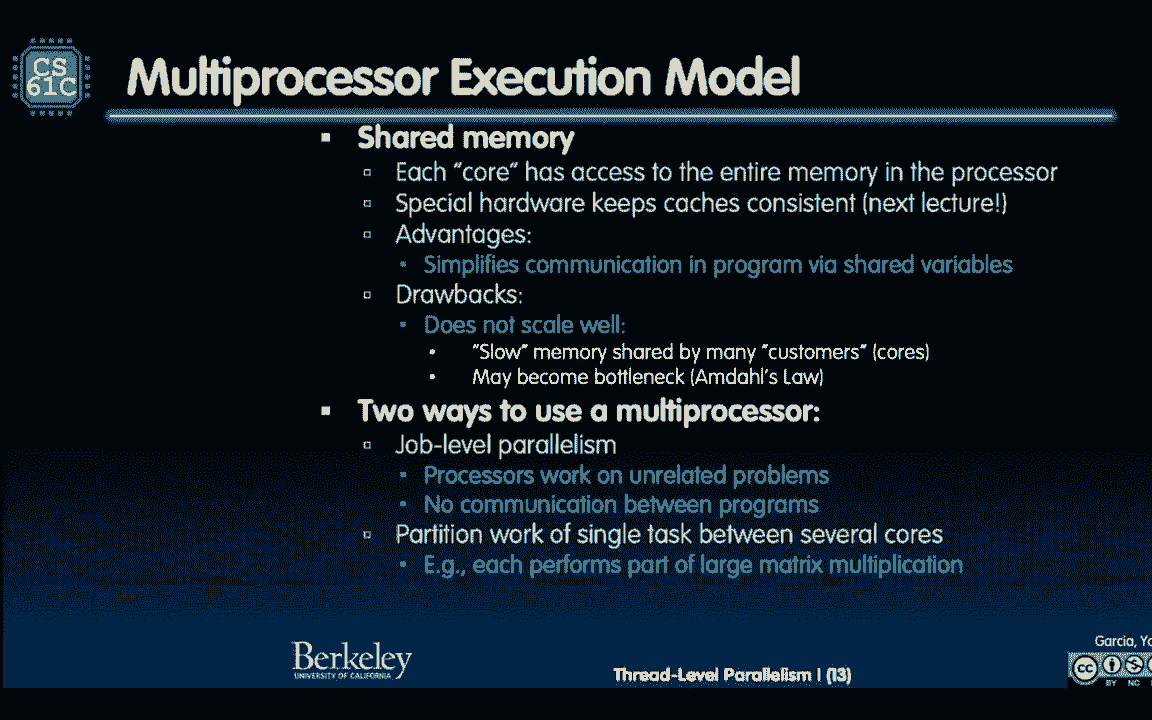 CS
61C
Multiprocessor Execution Model
Shared memory
Each "core" has access to the entire memory in the processor
Special hardware keeps caches consistent (next lecture!)
Advantages:
Simplifies communication in program via shared variables
Drawbacks:
Does not scale well:
"Slow" memory shared by many "customers" (cores)
May become bottleneck (Amdahl's Law)
Two ways to use a multiprocessor:
Job-level parallelism
Processors work on unrelated problems
No communication between programs
Partition work of single task between several cores
E.g., each performs part of large matrix multiplication
Berkeley
UNIVERSITY OF CALIFORNIA
Thread-Level Parallelism I (13)
Garcia,
cc
BY NC